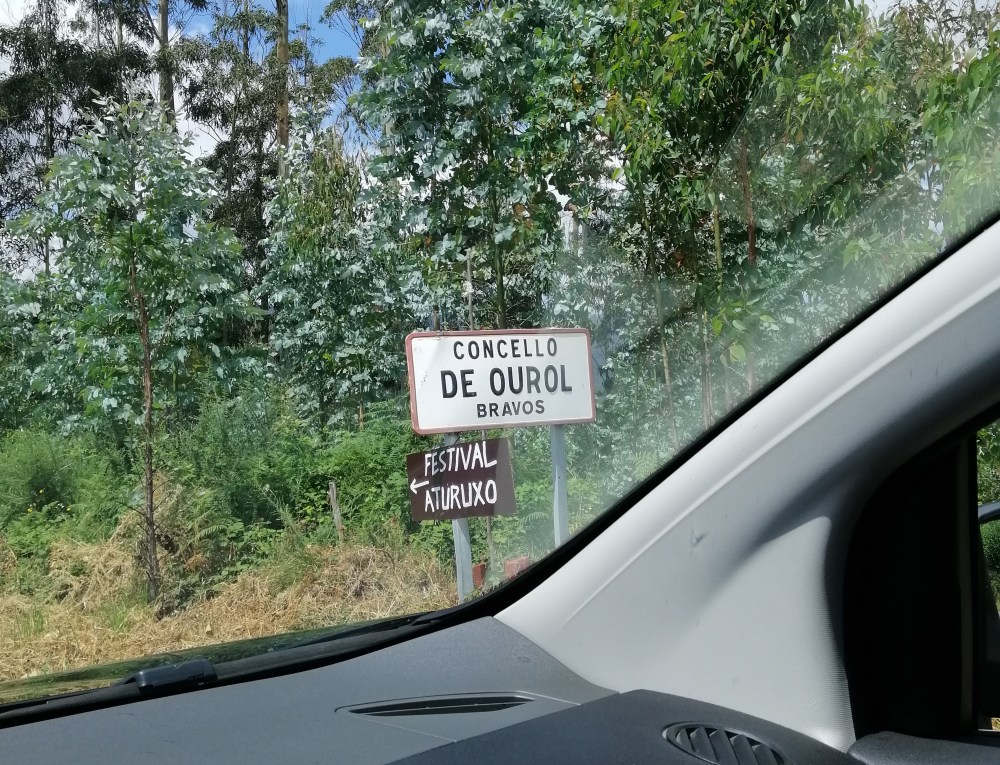 CONCELLO
DE OUROL
BRAVOS
FESTIVAL
← ATURUXO